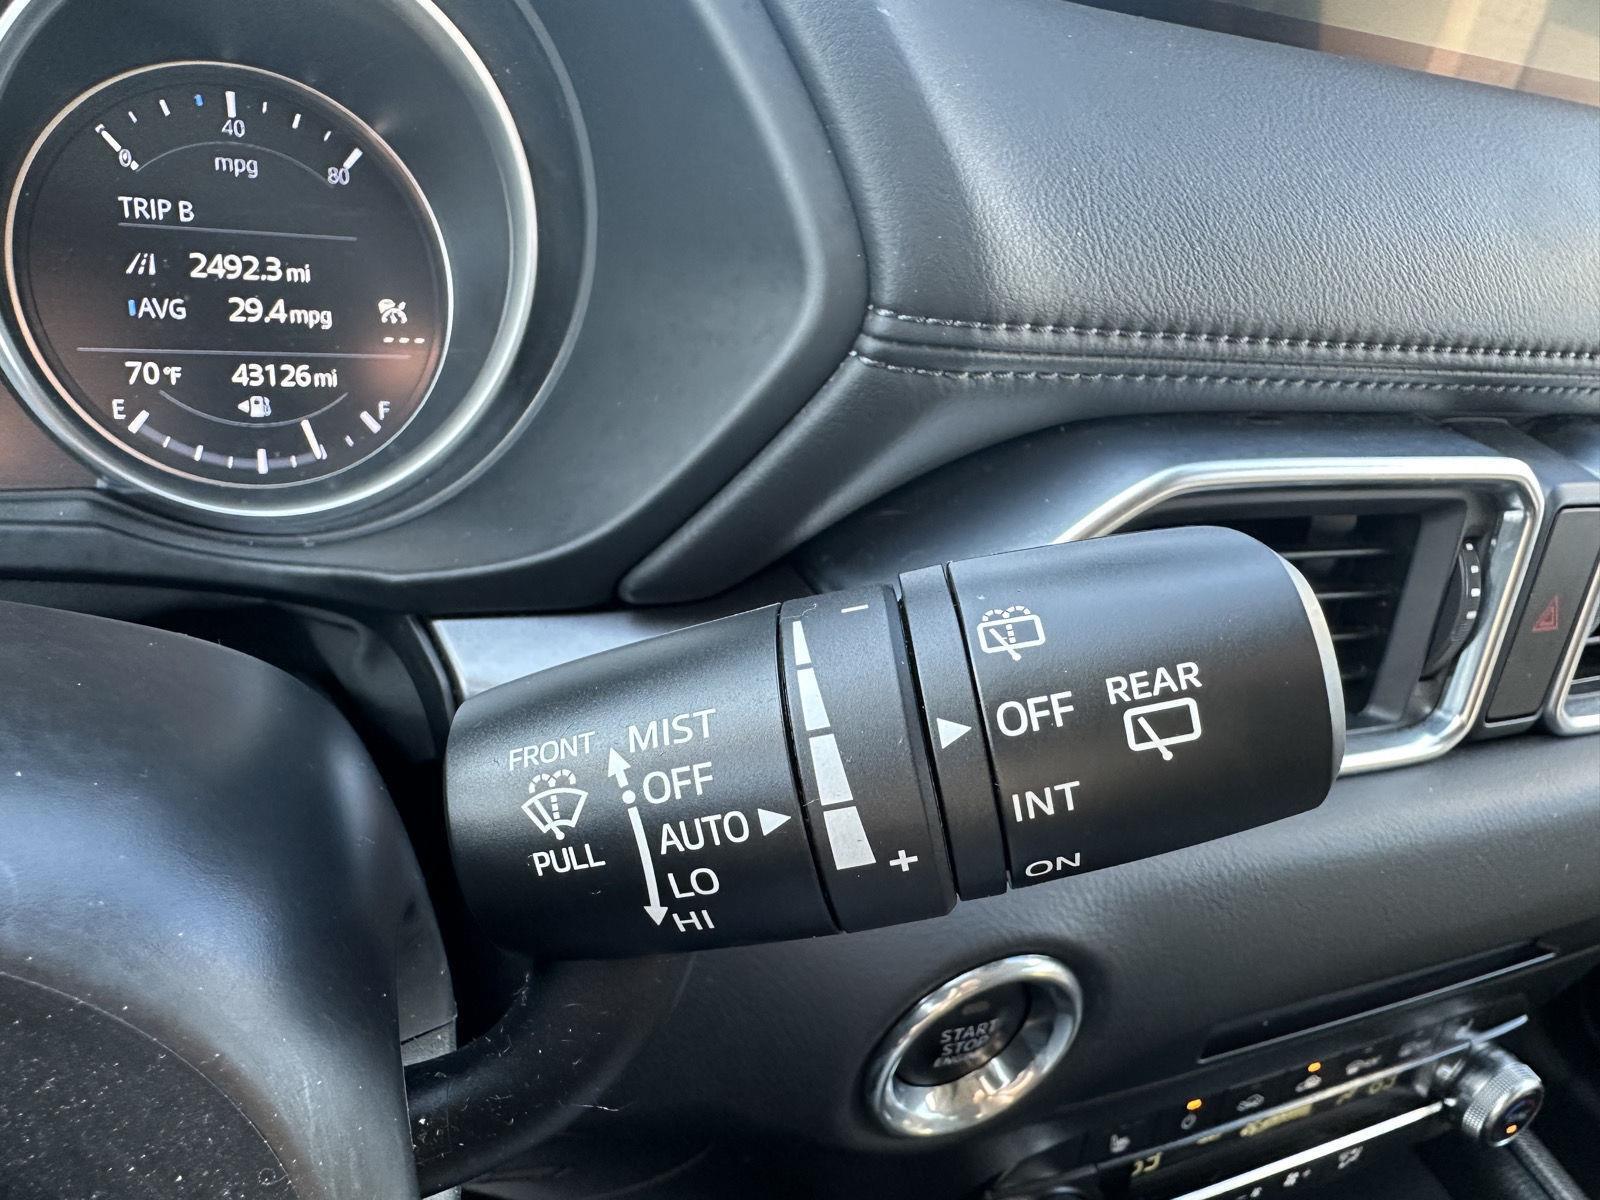 0 40 80
mpg
TRIP B
2492.3 mi
AVG 29.4 mpg
---
70°F 43126 mi
E F
FRONT
PULL
MIST
OFF
AUTO
LO
HI
−
+
OFF
INT
ON
REAR
START
STOP
ENGINE